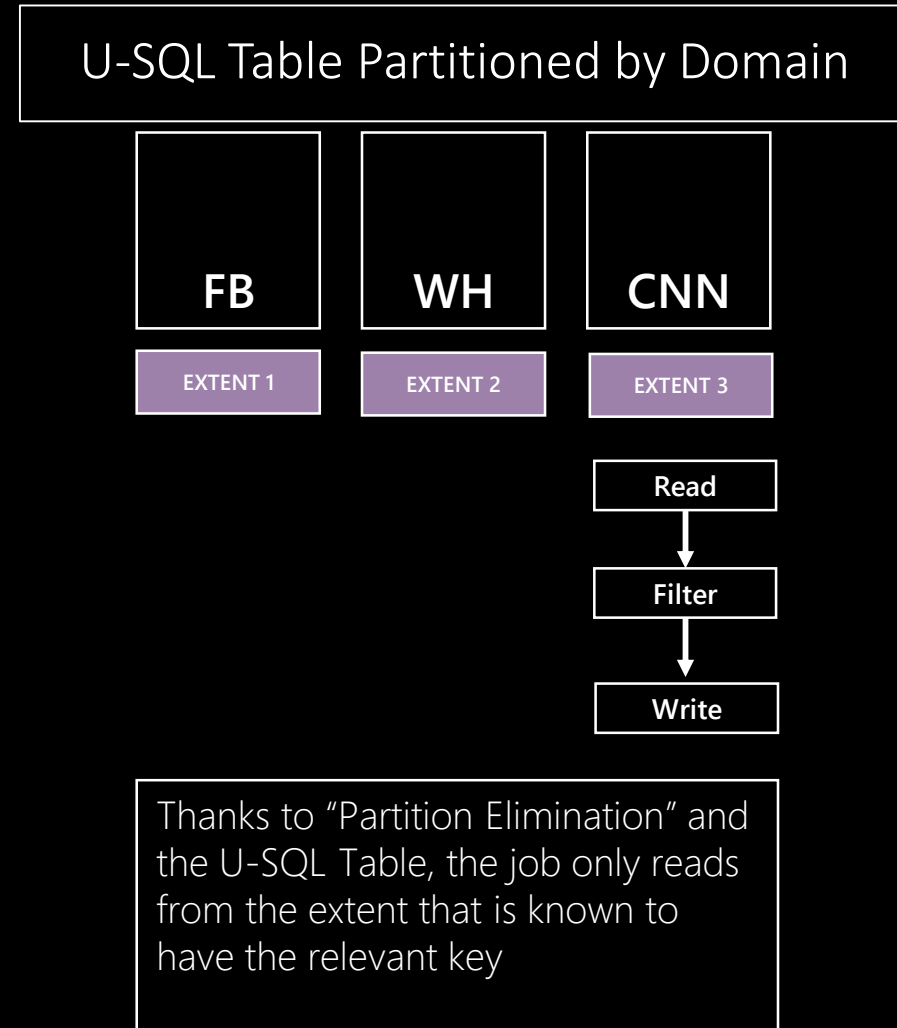 U-SQL Table Partitioned by Domain
FB
WH
CNN
EXTENT 1
EXTENT 2
EXTENT 3
Read
Filter
Write
Thanks to “Partition Elimination” and
the U-SQL Table, the job only reads
from the extent that is known to
have the relevant key